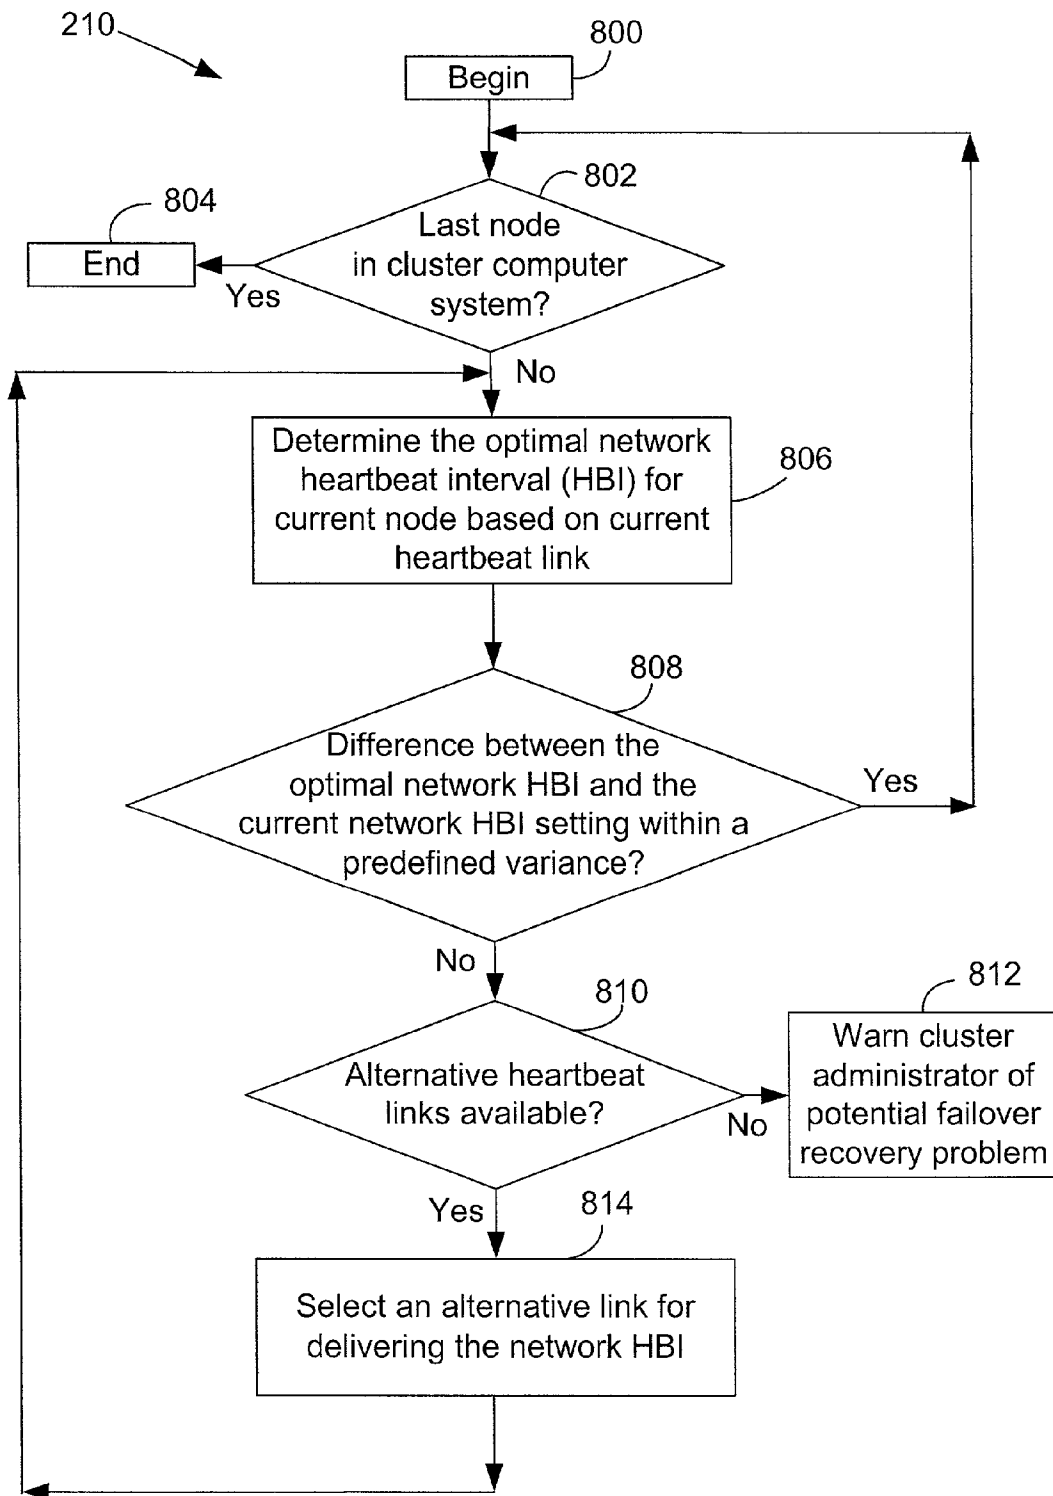 210
800
Begin
802
804
Last node
in cluster computer
system?
End
Yes
No
Determine the optimal network
heartbeat interval (HBI) for
current node based on current
heartbeat link
806
808
Difference between the
optimal network HBI and the
current network HBI setting within a
predefined variance?
Yes
No
810
812
Alternative heartbeat
links available?
No
Warn cluster
administrator of
potential failover
recovery problem
Yes
814
Select an alternative link for
delivering the network HBI